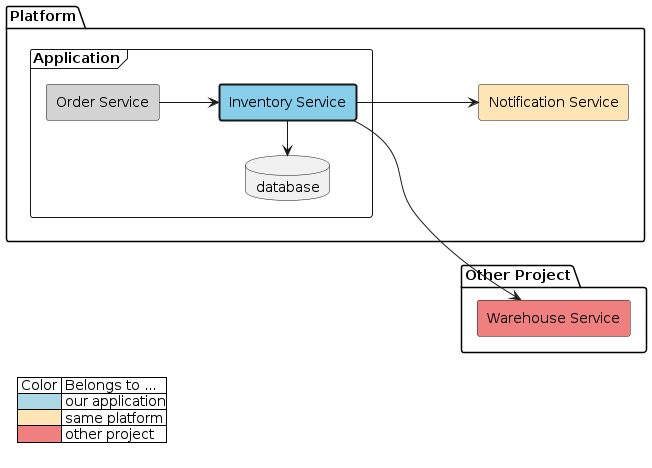 Platform
Application
Order Service
Inventory Service
Notification Service
database
Other Project
Warehouse Service
Color Belongs to ...
our application
same platform
other project